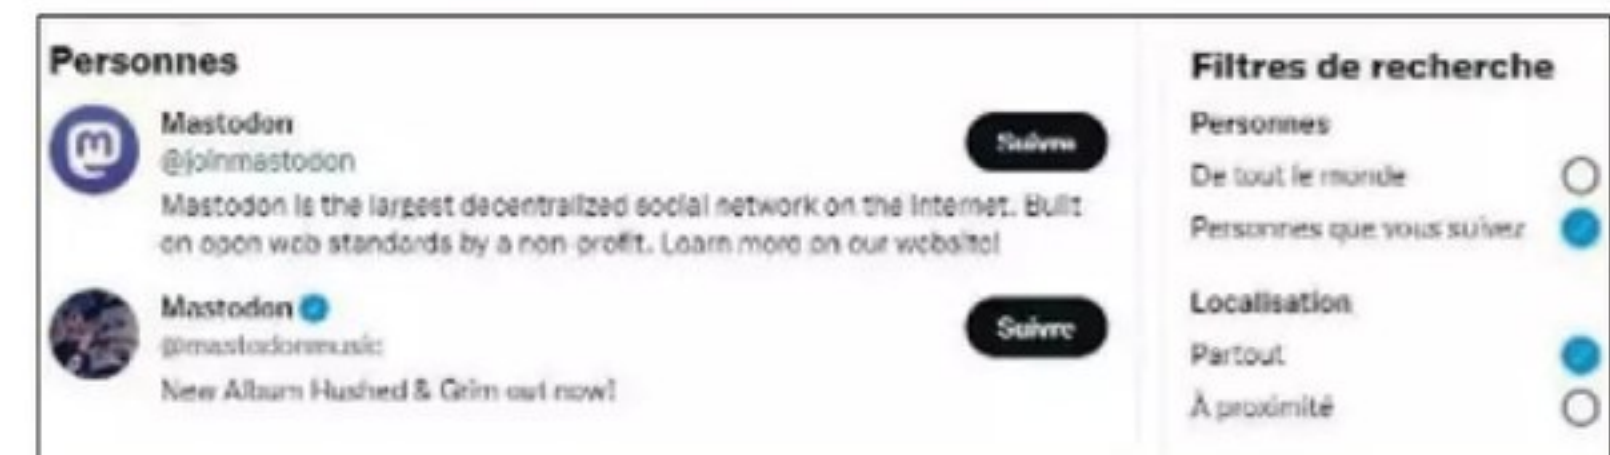 Personnes
Mastodon
@joinmastodon
Suivre
Mastodon is the largest decentralized social network on the internet. Built
on open web standards by a non-profit. Learn more on our website!
Mastodon
@mastodonmusic
Suivre
New Album Hushed & Grim out now!
Filtres de recherche
Personnes
De tout le monde
Personnes que vous suivez
Localisation
Partout
À proximité